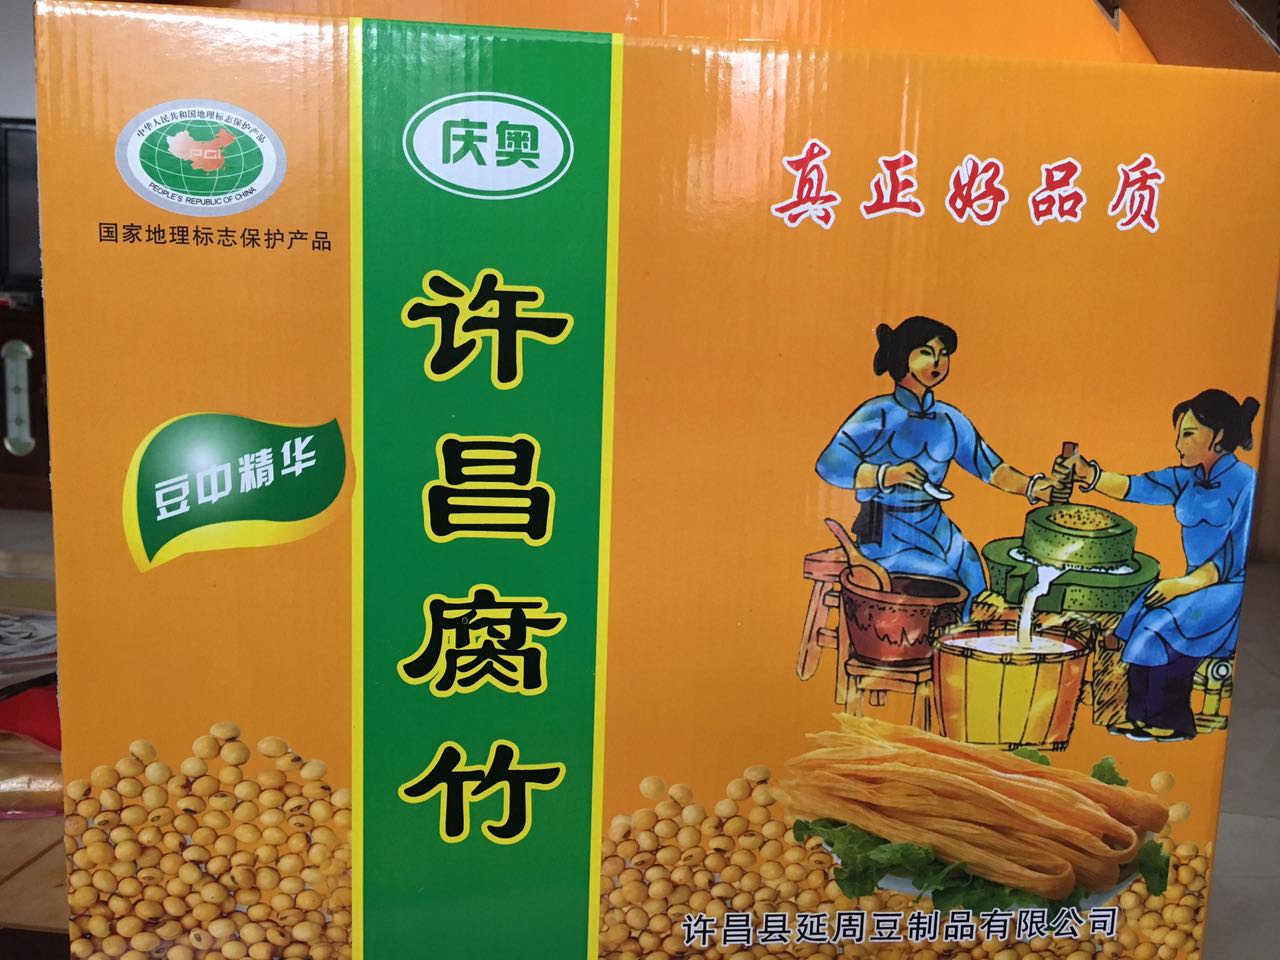 中华人民共和国地理标志保护产品
PGI
PEOPLE'S REPUBLIC OF CHINA
国家地理标志保护产品
庆奥
真正好品质
许昌腐竹
豆中精华
许昌县延周豆制品有限公司